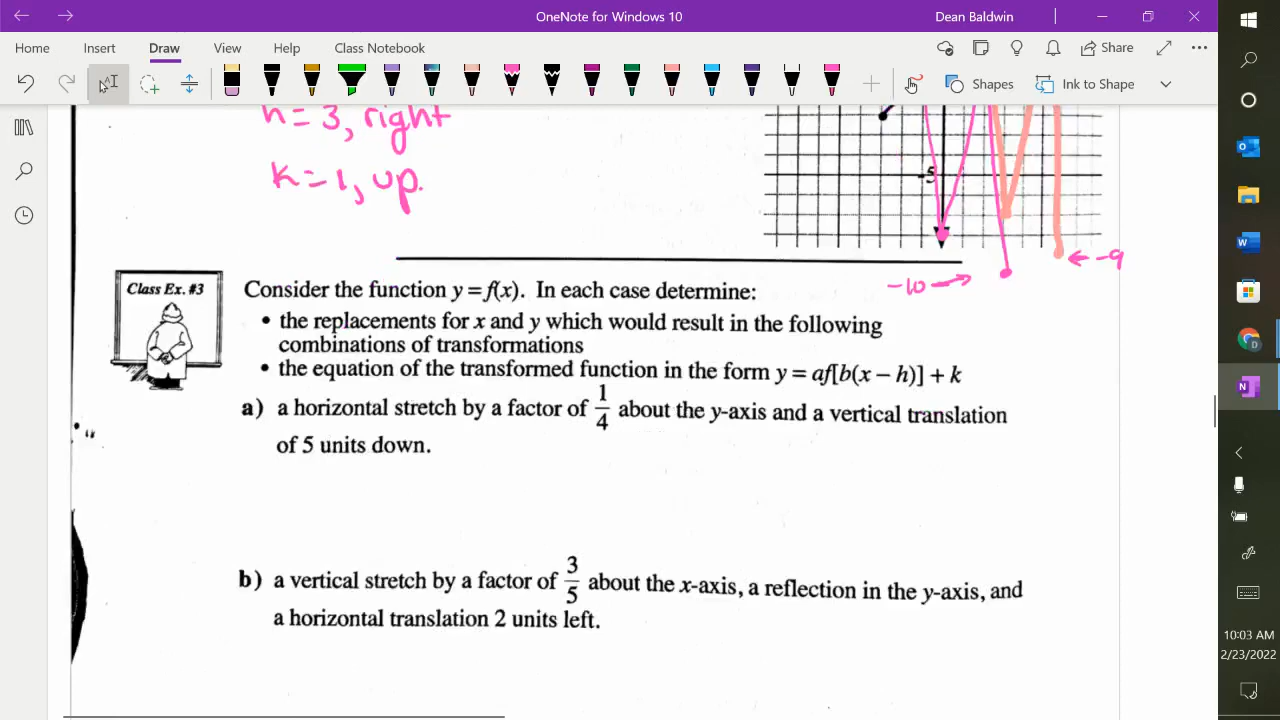 OneNote for Windows 10
Dean Baldwin
Home Insert Draw View Help Class Notebook
Share
Shapes
Ink to Shape
h = 3, right
k = 1, up.
-5
-9
-10
Class Ex. #3
Consider the function y = f(x). In each case determine:
• the replacements for x and y which would result in the following
combinations of transformations
• the equation of the transformed function in the form y = af[b(x − h)] + k
a) a horizontal stretch by a factor of 1/4 about the y-axis and a vertical translation
of 5 units down.
b) a vertical stretch by a factor of 3/5 about the x-axis, a reflection in the y-axis, and
a horizontal translation 2 units left.
10:03 AM
2/23/2022